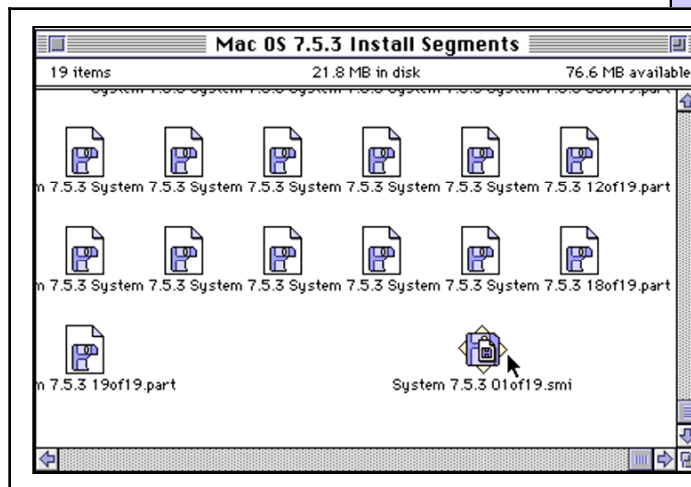 Mac OS 7.5.3 Install Segments
19 items 21.8 MB in disk 76.6 MB available
m 7.5.3 System 7.5.3 System 7.5.3 System 7.5.3 System 7.5.3 System 7.5.3 12of19.part
m 7.5.3 System 7.5.3 System 7.5.3 System 7.5.3 System 7.5.3 System 7.5.3 18of19.part
m 7.5.3 19of19.part System 7.5.3 01of19.smi